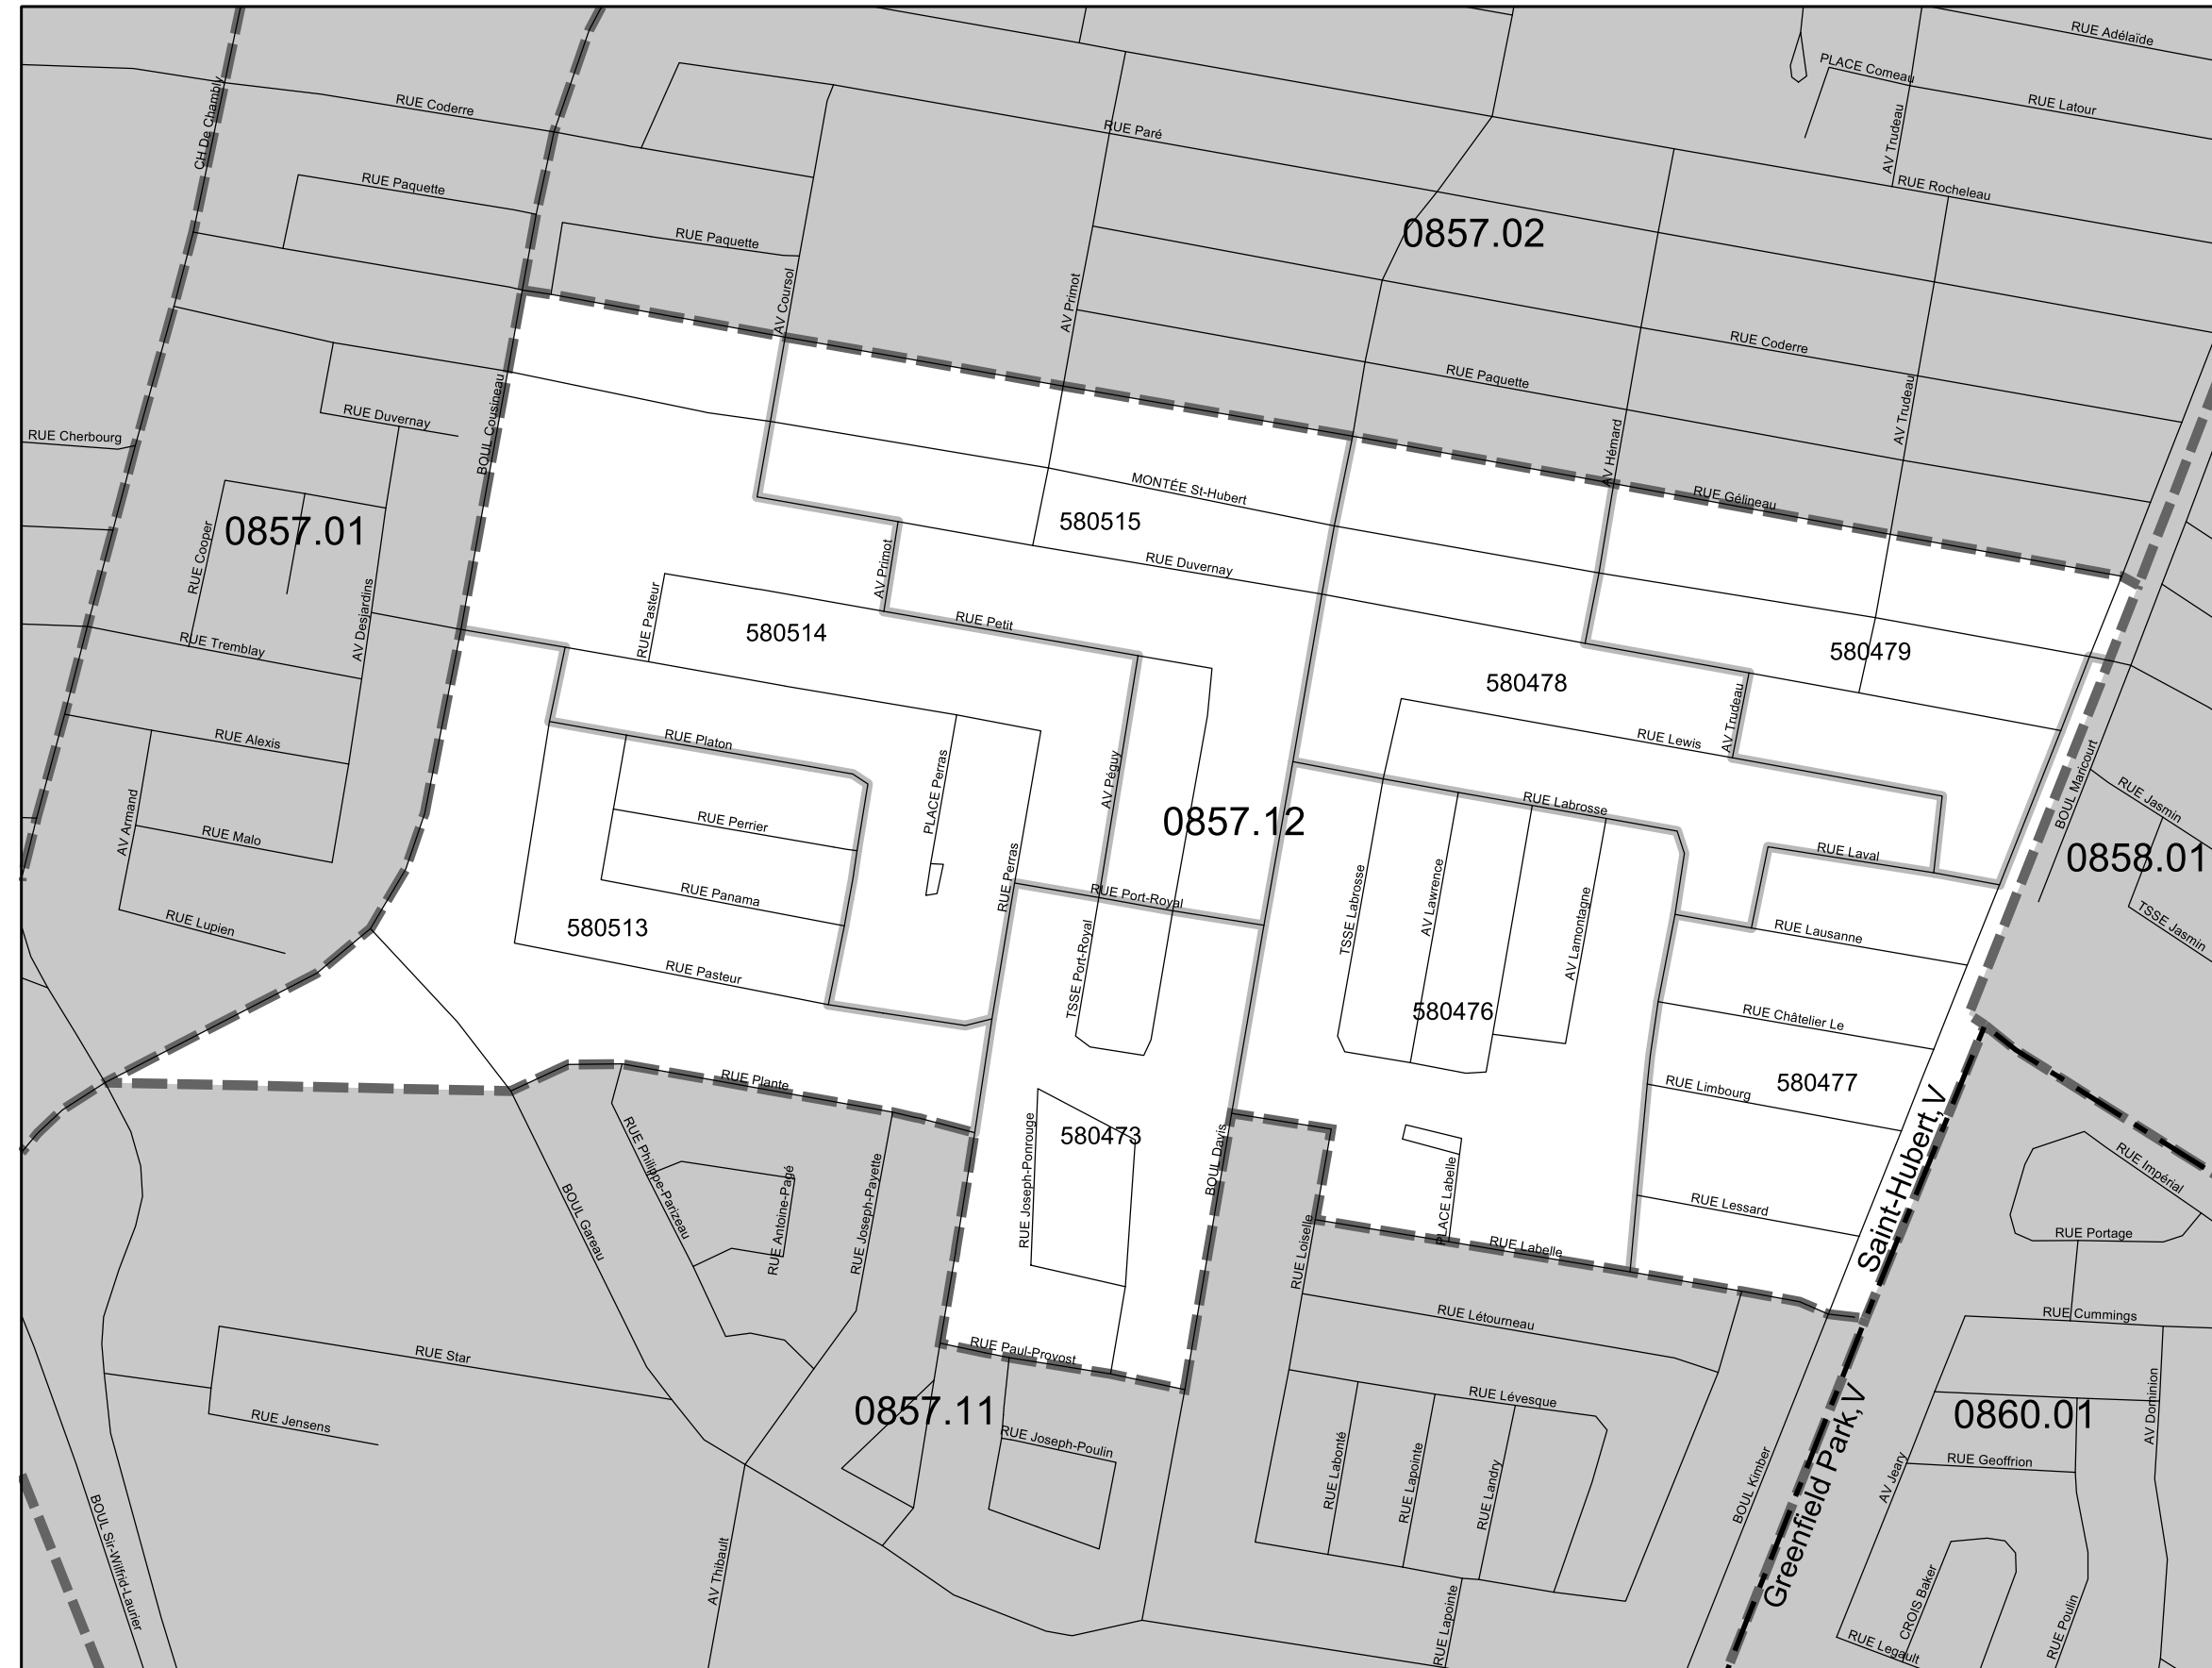 RUE Adélaïde
PLACE Comeau
RUE Latour
CH De Chambly
RUE Coderre
RUE Paré
AV Trudeau
RUE Rocheleau
RUE Paquette
RUE Paquette
0857.02
AV Coursol
AV Primot
RUE Coderre
RUE Paquette
RUE Cherbourg
RUE Duvernay
BOUL Cousineau
AV Hémard
AV Trudeau
MONTÉE St-Hubert
RUE Gélineau
0857.01
RUE Cooper
580515
RUE Duvernay
AV Primot
AV Desjardins
RUE Pasteur
580514
RUE Petit
RUE Tremblay
580479
580478
AV Trudeau
RUE Lewis
RUE Alexis
RUE Platon
PLACE Perras
AV Péguy
BOUL Maricourt
RUE Jasmin
AV Armand
RUE Malo
RUE Perrier
0857.12
RUE Labrosse
RUE Laval
0858.01
RUE Panama
RUE Perras
RUE Port-Royal
TSSE Labrosse
AV Lawrence
AV Lamontagne
RUE Lupien
580513
RUE Lausanne
TSSE Jasmin
RUE Pasteur
TSSE Port-Royal
580476
RUE Châtelier Le
RUE Plante
RUE Limbourg
580477
RUE Philippe-Parizeau
RUE Joseph-Ponrouge
580473
BOUL Davis
PLACE Labelle
Saint-Hubert,V
RUE Impérial
BOUL Gareau
RUE Antoine-Pagé
RUE Joseph-Payette
RUE Loiselle
RUE Labelle
RUE Lessard
RUE Portage
RUE Létourneau
RUE Cummings
RUE Star
RUE Paul-Provost
RUE Lévesque
AV Dominion
0857.11
Greenfield Park,V
0860.01
RUE Jensens
RUE Joseph-Poulin
RUE Labonté
RUE Lapointe
RUE Landry
BOUL Kimber
AV Jeary
RUE Geoffrion
BOUL Sir-Wilfrid-Laurier
AV Thibault
RUE Lapointe
CROIS Baker
RUE Poulin
RUE Legault